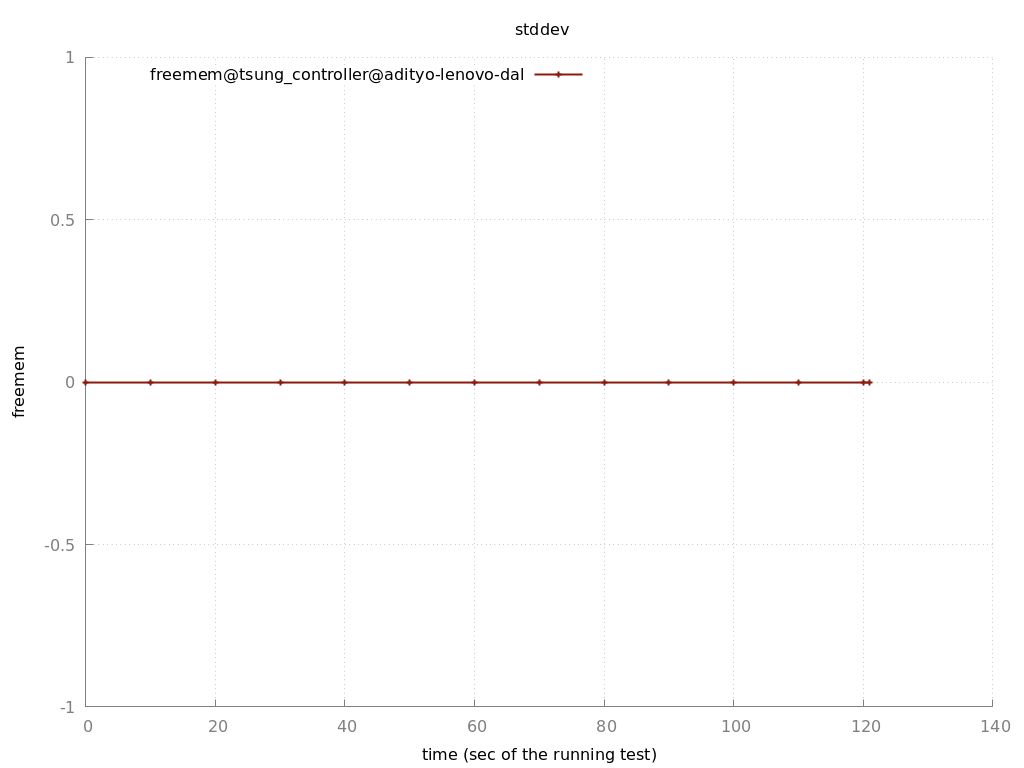 stddev
freemem@tsung_controller@adityo-lenovo-dal
1
0.5
0
-0.5
-1
freemem
0 20 40 60 80 100 120 140
time (sec of the running test)